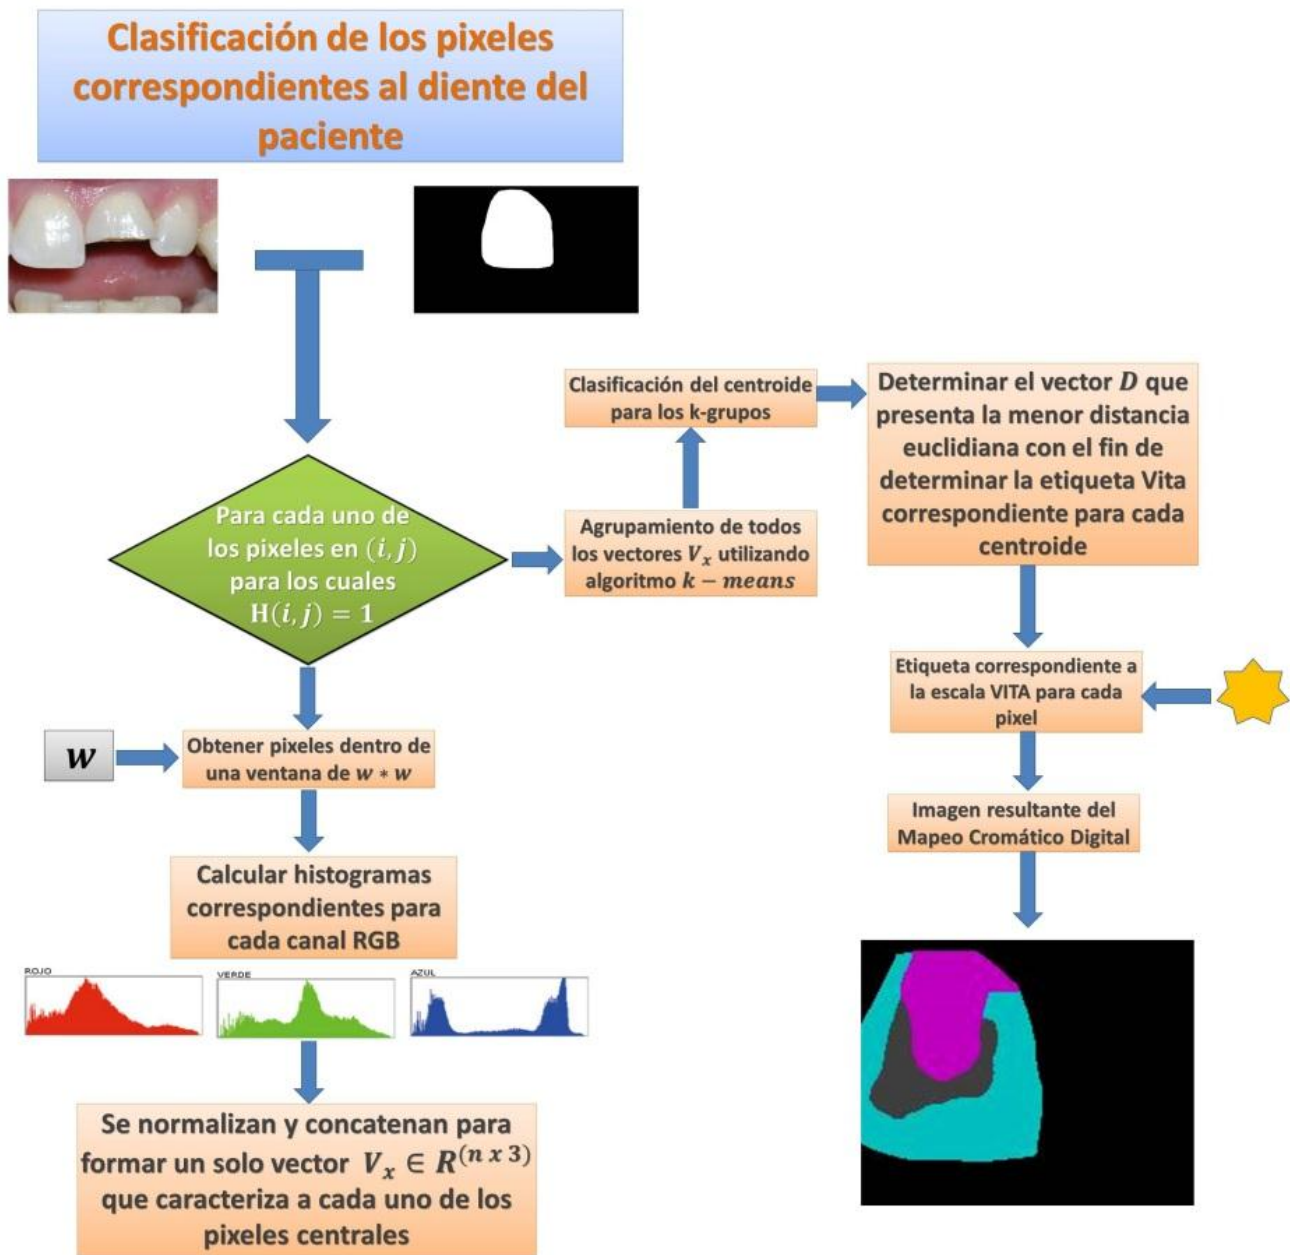 Clasificación de los pixeles
correspondientes al diente del
paciente
Para cada uno de
los pixeles en (i, j)
para los cuales
H(i, j) = 1
w
Obtener pixeles dentro de
una ventana de w * w
Calcular histogramas
correspondientes para
cada canal RGB
ROJO
VERDE
AZUL
Se normalizan y concatenan para
formar un solo vector V_x ∈ R^(n x 3)
que caracteriza a cada uno de los
pixeles centrales
Agrupamiento de todos
los vectores V_x utilizando
algoritmo k − means
Clasificación del centroide
para los k-grupos
Determinar el vector D que
presenta la menor distancia
euclidiana con el fin de
determinar la etiqueta Vita
correspondiente para cada
centroide
Etiqueta correspondiente a
la escala VITA para cada
pixel
Imagen resultante del
Mapeo Cromático Digital